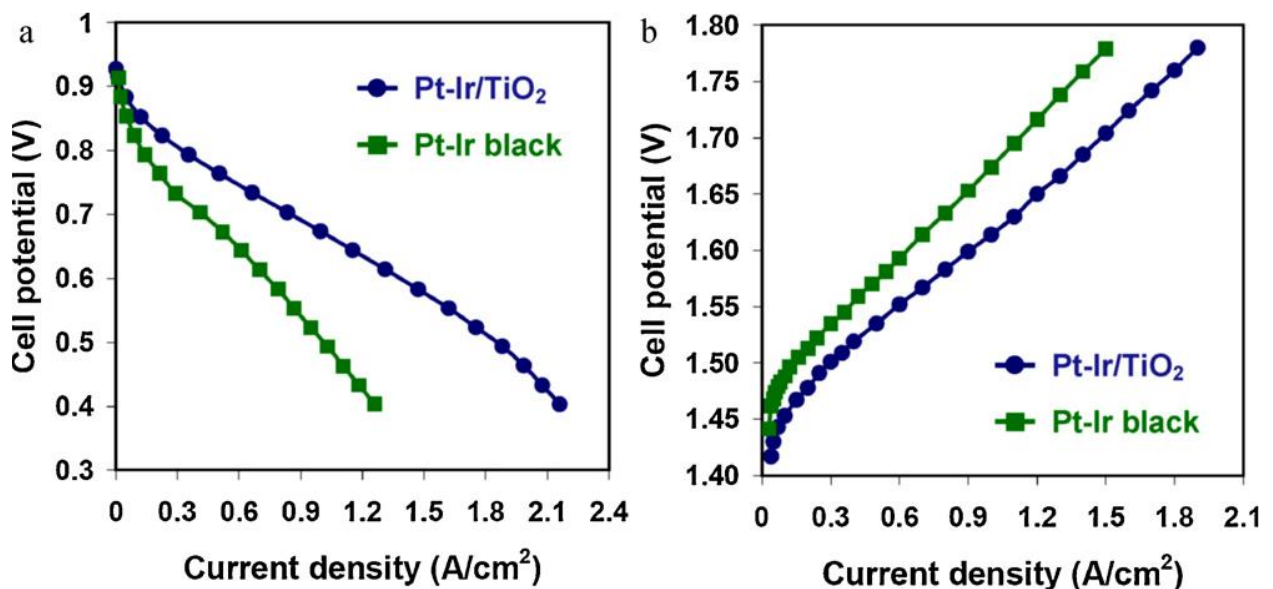 a
1
0.9
0.8
0.7
0.6
0.5
0.4
0.3
Cell potential (V)
Pt-Ir/TiO₂
Pt-Ir black
0 0.3 0.6 0.9 1.2 1.5 1.8 2.1 2.4
Current density (A/cm²)
b
1.80
1.75
1.70
1.65
1.60
1.55
1.50
1.45
1.40
Cell potential (V)
Pt-Ir/TiO₂
Pt-Ir black
0 0.3 0.6 0.9 1.2 1.5 1.8 2.1
Current density (A/cm²)